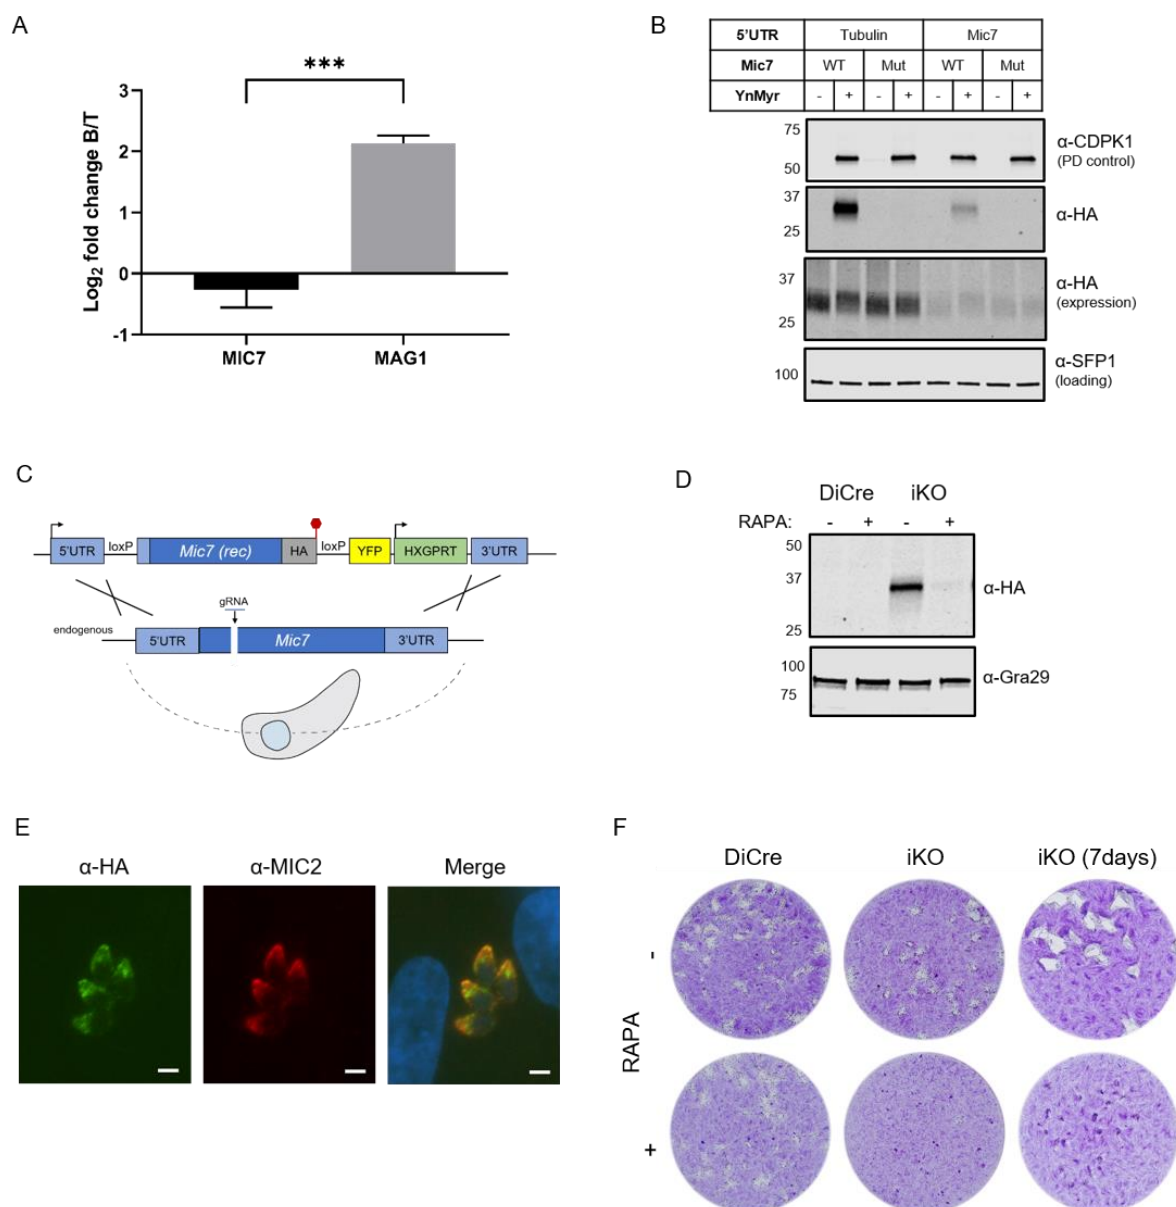 A
***
Log2 fold change B/T
3
2
1
0
-1
MIC7 MAG1
B
5'UTR Tubulin Mic7
Mic7 WT Mut WT Mut
YnMyr - + - + - + - +
75
50
α-CDPK1
(PD control)
37
25
α-HA
37
25
α-HA
(expression)
100
α-SFP1
(loading)
C
5'UTR loxP Mic7 (rec) HA loxP YFP HXGPRT 3'UTR
gRNA
endogenous 5'UTR Mic7 3'UTR
D
DiCre iKO
RAPA: - + - +
50
37
25
α-HA
100
75
α-Gra29
E
α-HA α-MIC2 Merge
F
DiCre iKO iKO (7days)
-
RAPA
+